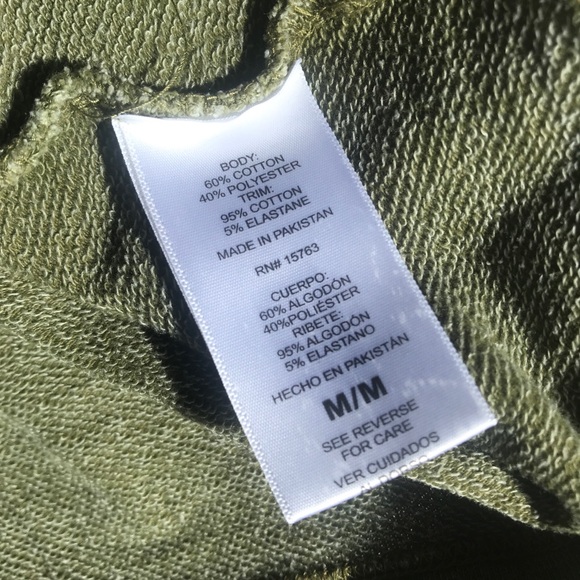 BODY:
60% COTTON
40% POLYESTER
TRIM:
95% COTTON
5% ELASTANE
MADE IN PAKISTAN
RN# 15763
CUERPO:
60% ALGODÓN
40%POLIÉSTER
RIBETE:
95% ALGODÓN
5% ELASTANO
HECHO EN PAKISTÁN
M/M
SEE REVERSE
FOR CARE
VER CUIDADOS